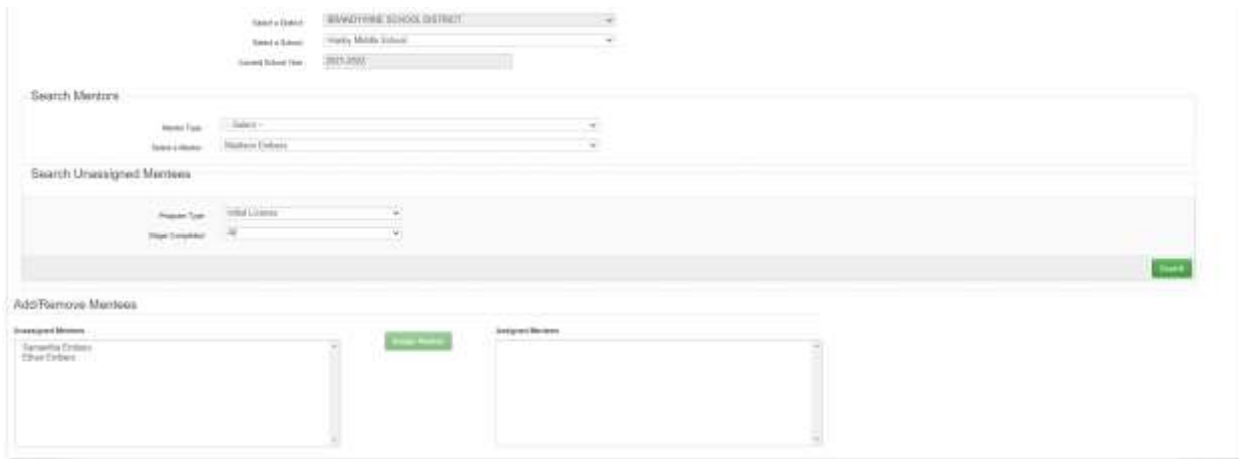 Select a District BRANDYWINE SCHOOL DISTRICT
Select a School Hanby Middle School
Current School Year 2021-2022
Search Mentors
Mentor Type - Select -
Select a Mentor Embers
Search Unassigned Mentees
Program Type Initial License
Stage Completed All
Search
Add/Remove Mentees
Unassigned Mentees Assign Mentor Assigned Mentees
Samantha Embers
Ethan Embers